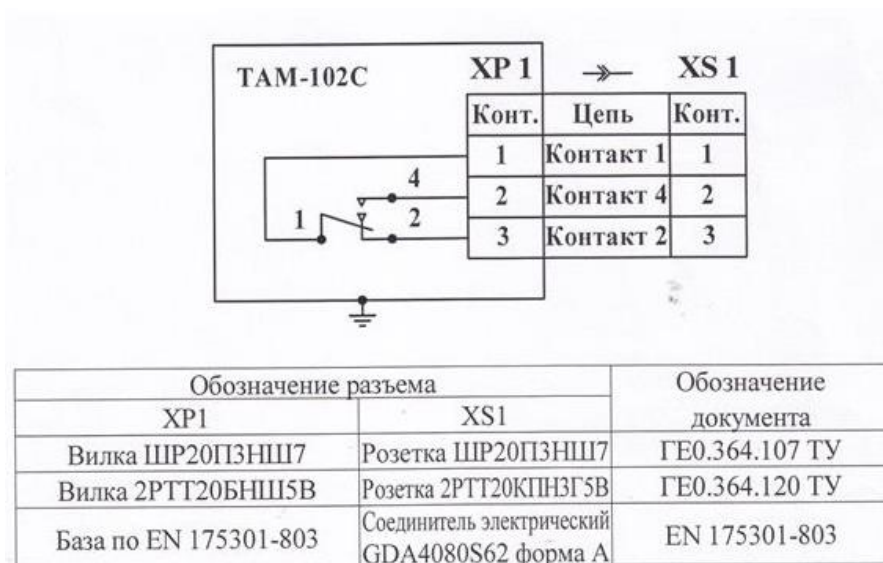 ТАМ-102С
XP 1 XS 1
Конт. Цепь Конт.
1 Контакт 1 1
4
2 Контакт 4 2
1 2
3 Контакт 2 3
Обозначение разъема Обозначение документа
XP1 XS1
Вилка ШР20П3НШ7 Розетка ШР20П3НШ7 ГЕ0.364.107 ТУ
Вилка 2РТТ20БНШ5В Розетка 2РТТ20КПН3Г5В ГЕ0.364.120 ТУ
База по EN 175301-803 Соединитель электрический EN 175301-803
GDA4080S62 форма А